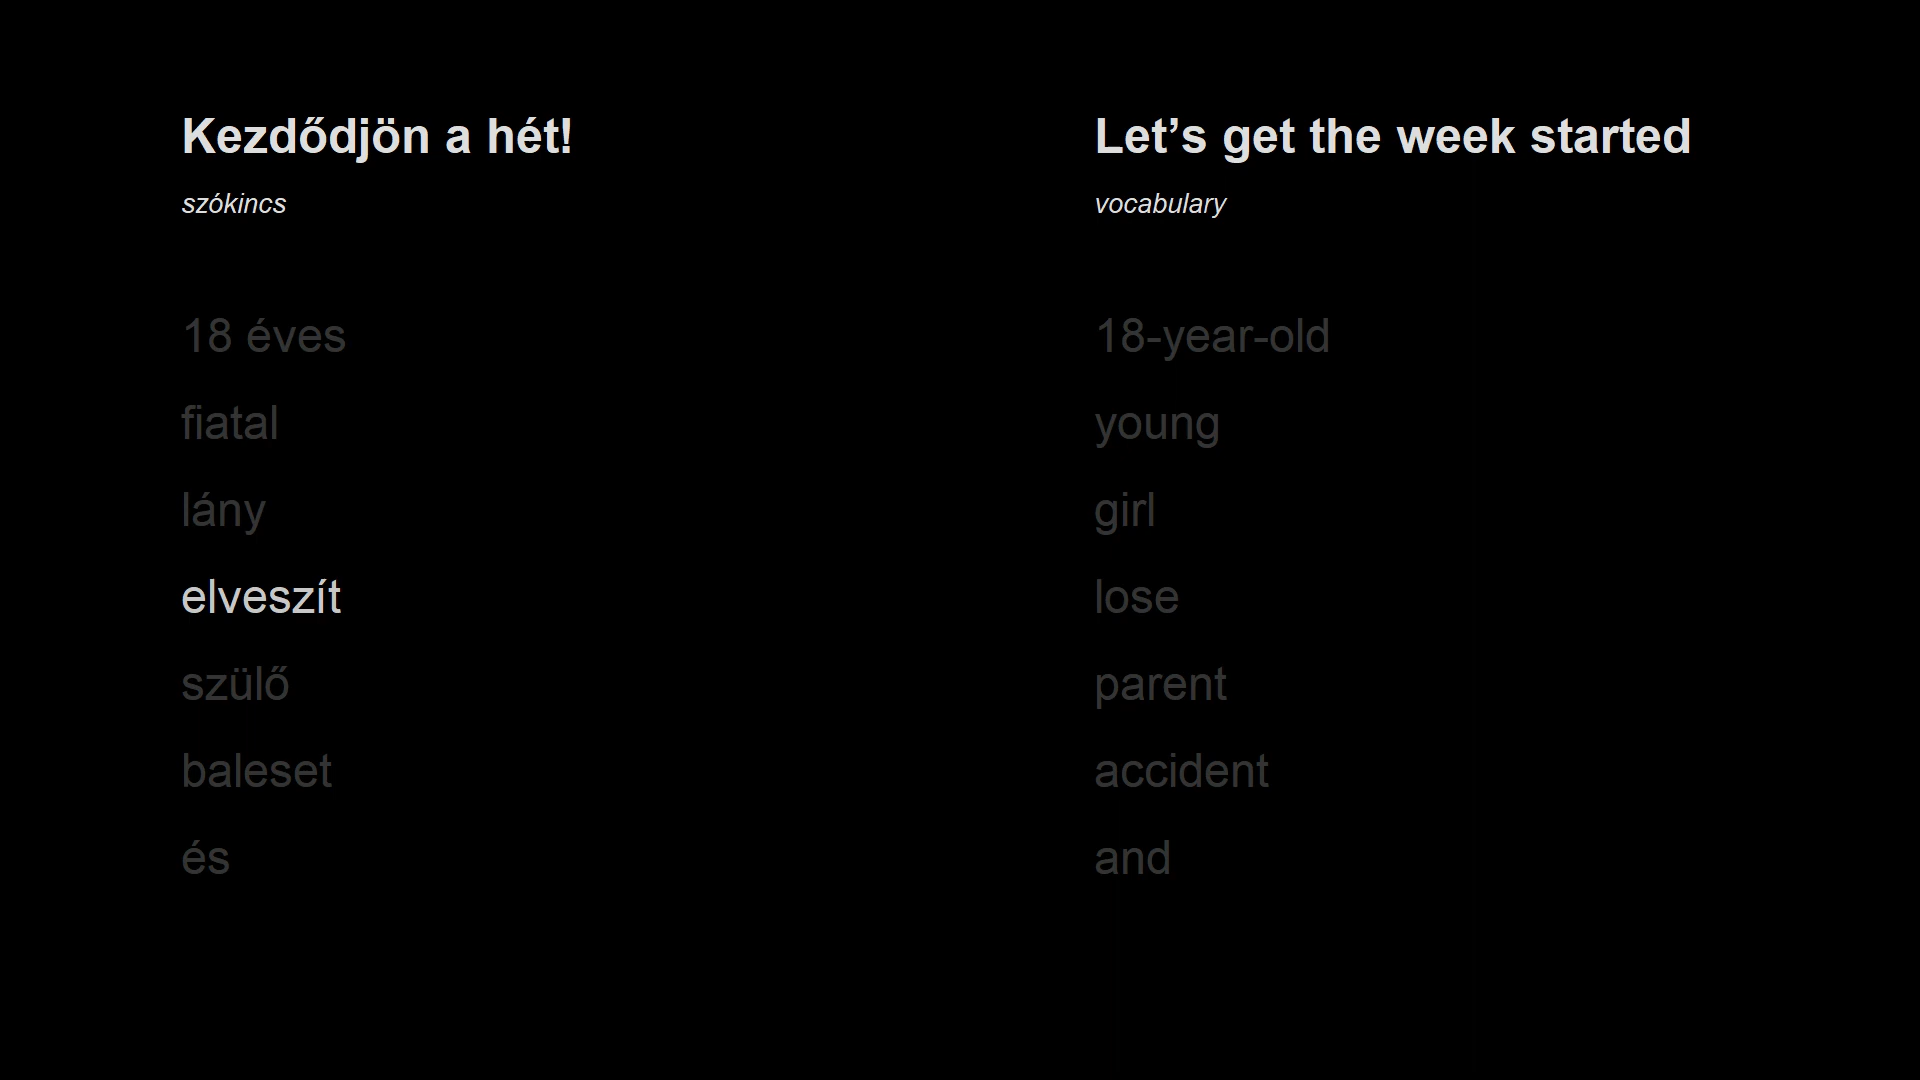 Kezdődjön a hét!
szókincs
18 éves
fiatal
lány
elveszít
szülő
baleset
és
Let’s get the week started
vocabulary
18-year-old
young
girl
lose
parent
accident
and